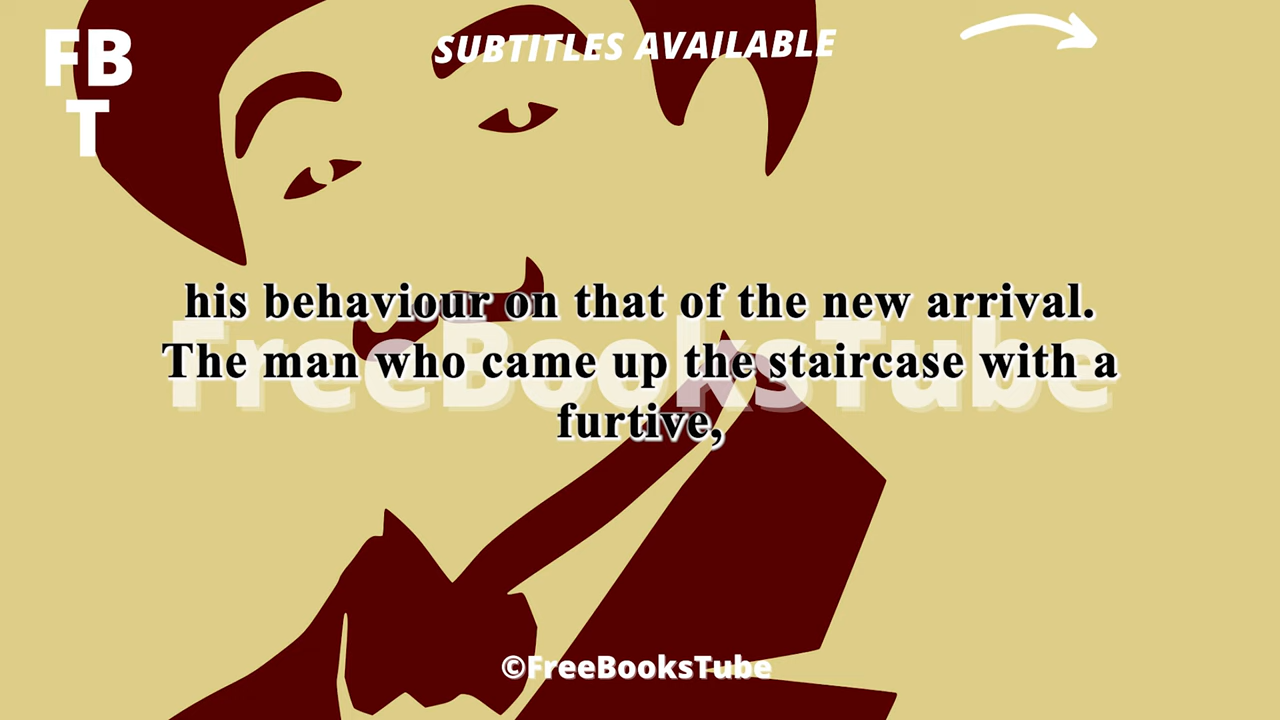 FB
T
SUBTITLES AVAILABLE
his behaviour on that of the new arrival.
The man who came up the staircase with a
furtive,
FreeBooksTube
©FreeBooksTube